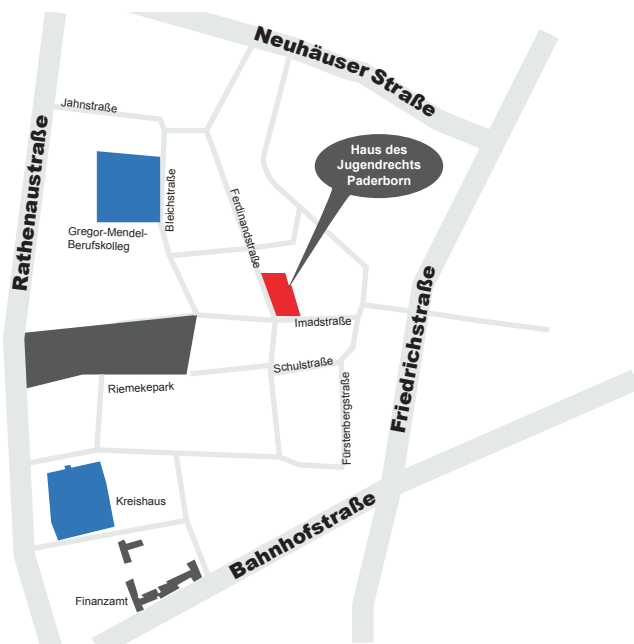 Neuhäuser Straße
Jahnstraße
Haus des
Jugendrechts
Paderborn
Rathenaustraße
Bleichstraße
Ferdinandstraße
Gregor-Mendel-
Berufskolleg
Friedrichstraße
Imadstraße
Schulstraße
Riemekepark
Fürstenbergstraße
Kreishaus
Bahnhofstraße
Finanzamt